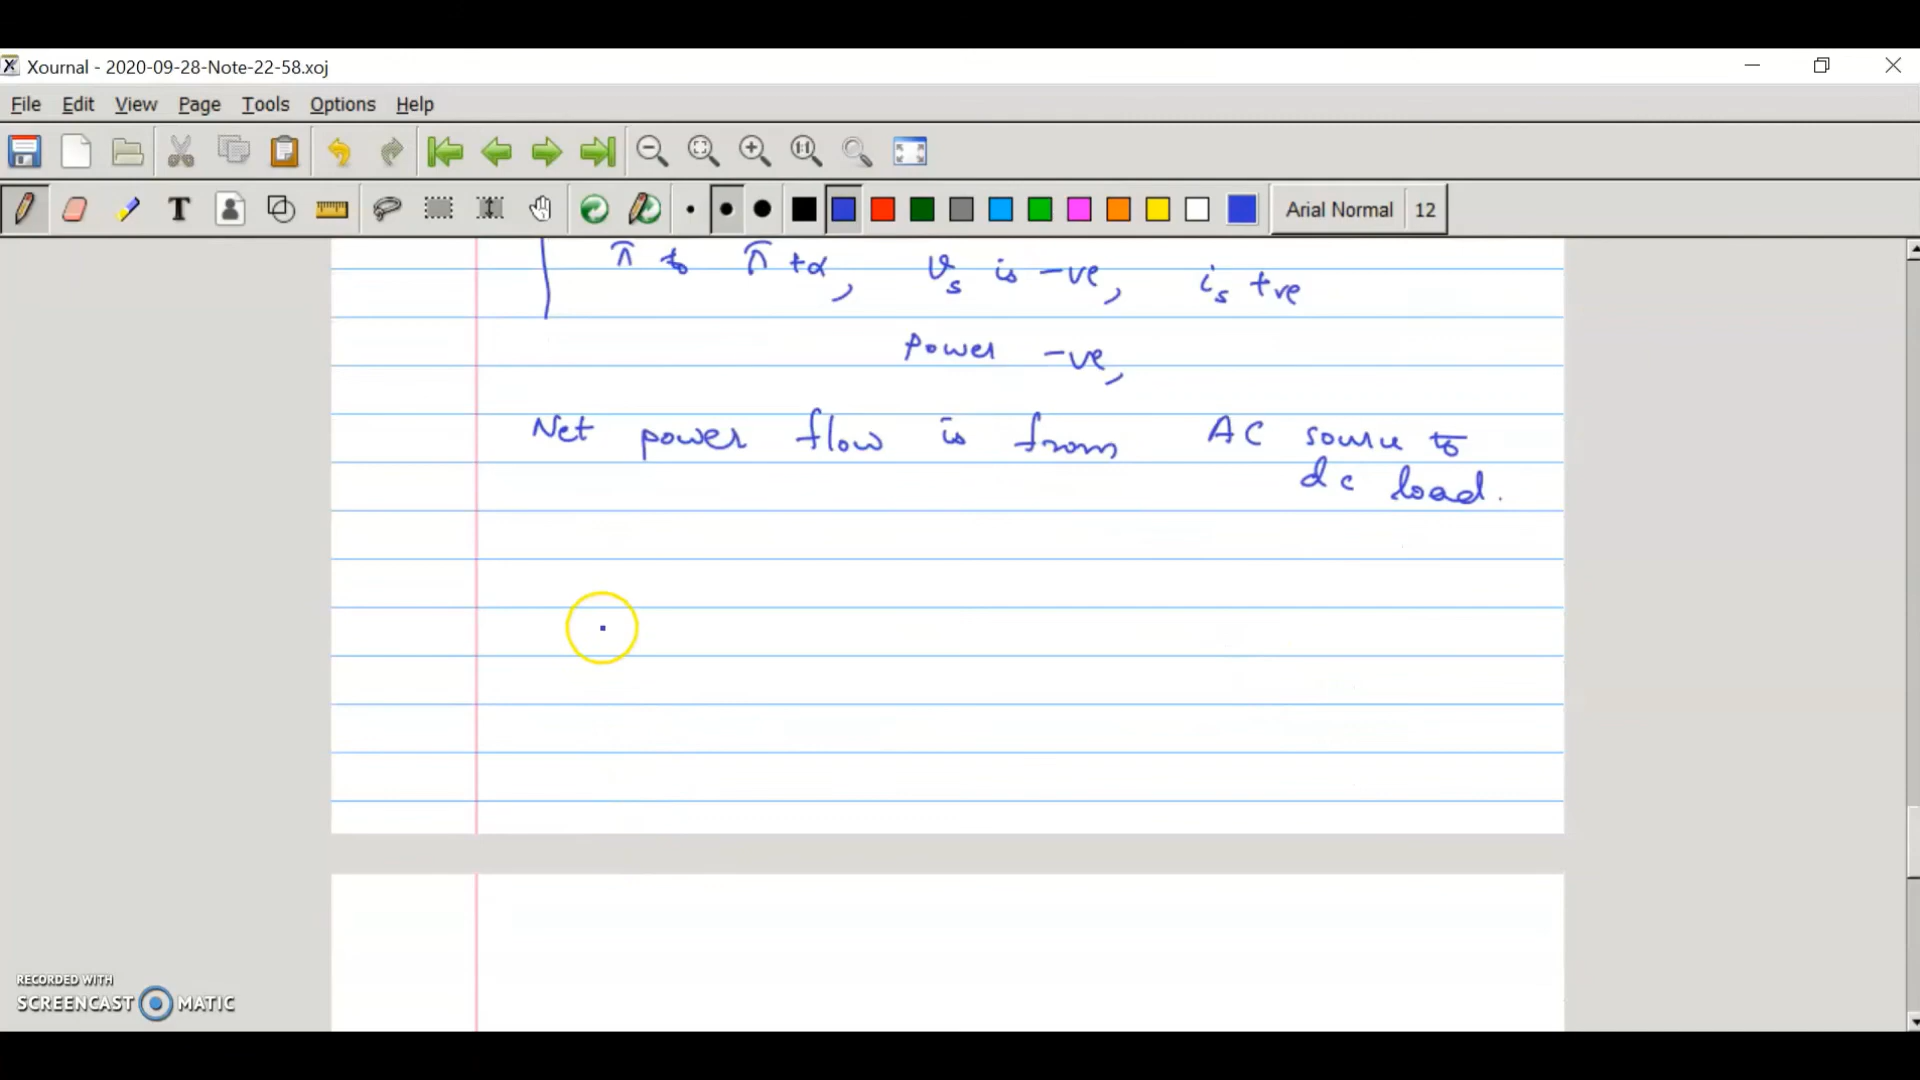 Xournal - 2020-09-28-Note-22-58.xoj
File Edit View Page Tools Options Help
Arial Normal 12
π to π +α, vs is -ve, is +ve
Power -ve,
Net power flow is from AC source to
dc load.
RECORDED WITH
SCREENCAST MATIC